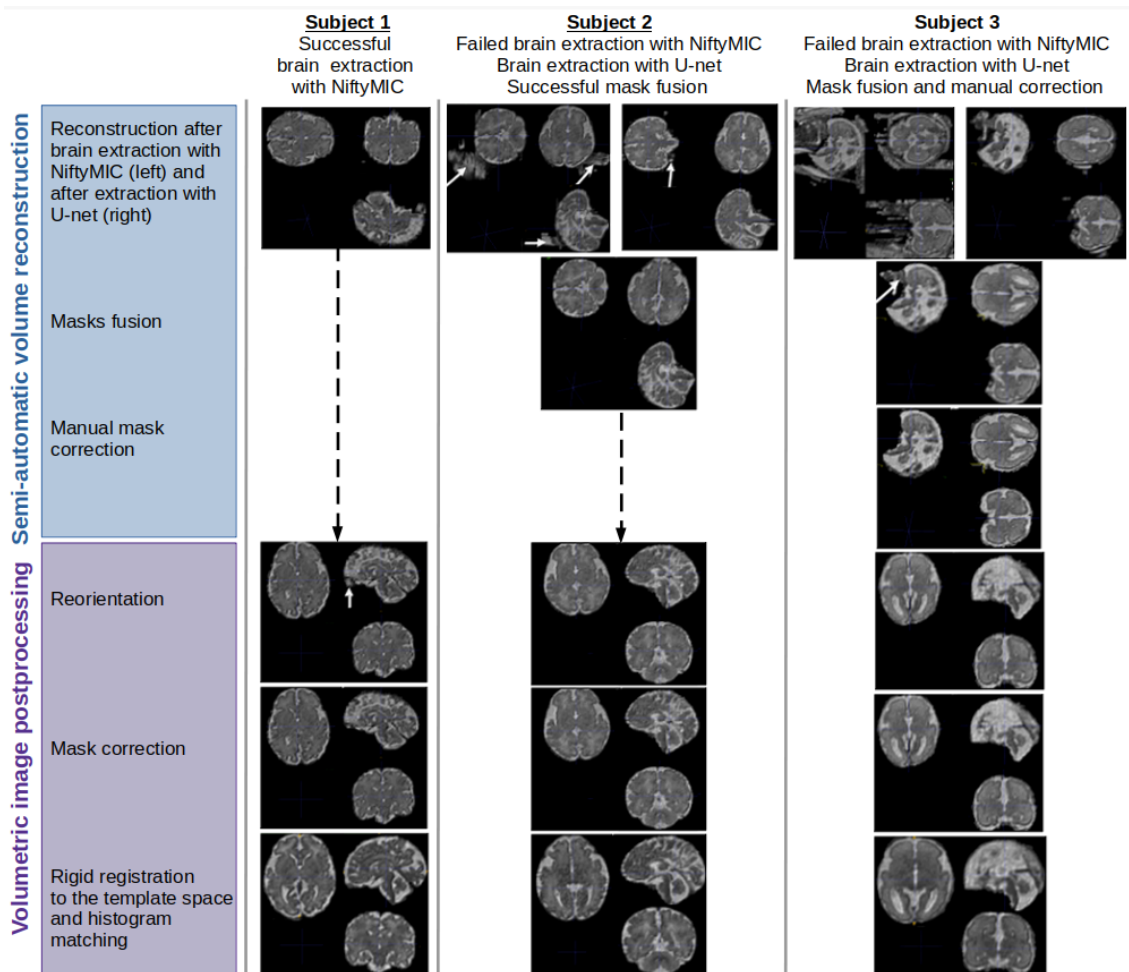 Subject 1
Successful
brain extraction
with NiftyMIC
Subject 2
Failed brain extraction with NiftyMIC
Brain extraction with U-net
Successful mask fusion
Subject 3
Failed brain extraction with NiftyMIC
Brain extraction with U-net
Mask fusion and manual correction
Semi-automatic volume reconstruction
Reconstruction after
brain extraction with
NiftyMIC (left) and
after extraction with
U-net (right)
Masks fusion
Manual mask
correction
Volumetric image postprocessing
Reorientation
Mask correction
Rigid registration
to the template space
and histogram
matching